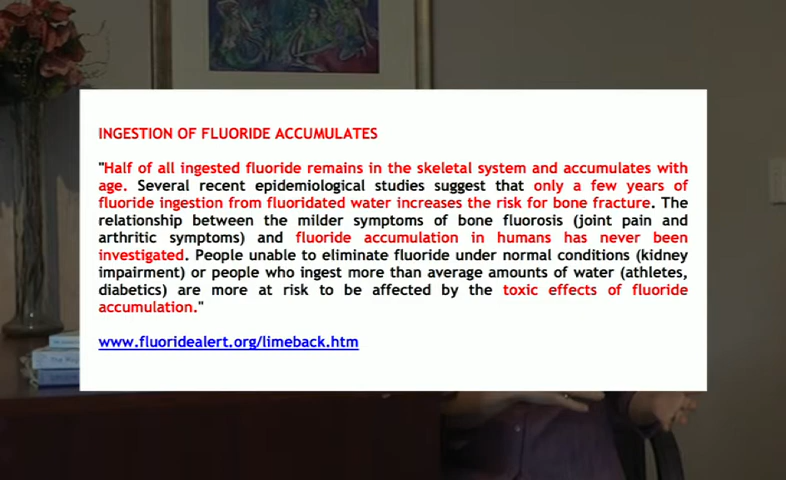 INGESTION OF FLUORIDE ACCUMULATES
"Half of all ingested fluoride remains in the skeletal system and accumulates with
age. Several recent epidemiological studies suggest that only a few years of
fluoride ingestion from fluoridated water increases the risk for bone fracture. The
relationship between the milder symptoms of bone fluorosis (joint pain and
arthritic symptoms) and fluoride accumulation in humans has never been
investigated. People unable to eliminate fluoride under normal conditions (kidney
impairment) or people who ingest more than average amounts of water (athletes,
diabetics) are more at risk to be affected by the toxic effects of fluoride
accumulation."
www.fluoridealert.org/limeback.htm